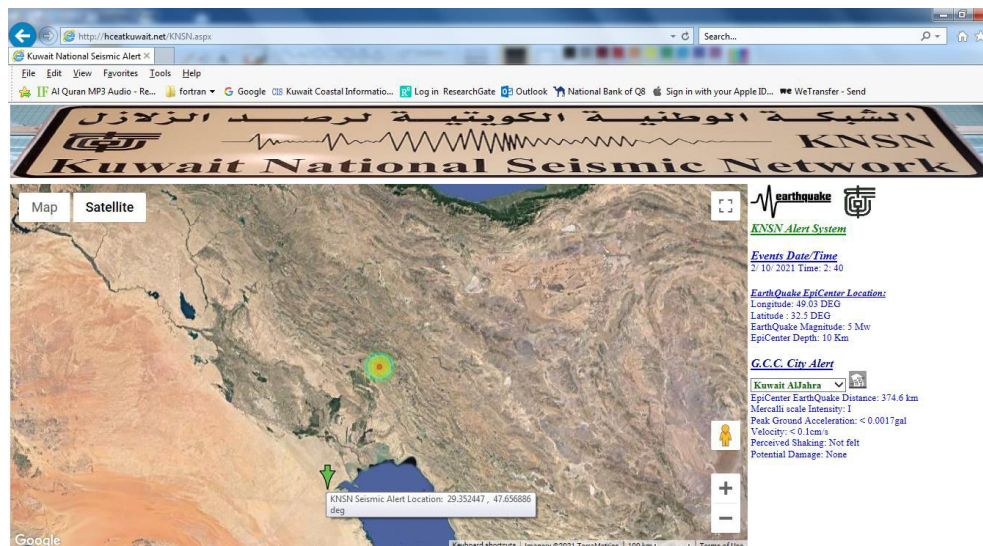 http://hceatkuwait.net/KNSN.aspx
Search...
Kuwait National Seismic Alert
File Edit View Favorites Tools Help
Al Quran MP3 Audio - Re... fortran Google CIS Kuwait Coastal Informatio... Log in ResearchGate Outlook National Bank of Q8 Sign in with your Apple ID... we WeTransfer - Send
الشبكة الوطنية الكويتية لرصد الزلازل
KNSN
Kuwait National Seismic Network
Map Satellite
earthquake
KNSN Alert System
Events Date/Time
2/ 10/ 2021 Time: 2: 40
EarthQuake EpiCenter Location:
Longitude: 49.03 DEG
Latitude : 32.5 DEG
EarthQuake Magnitude: 5 Mw
EpiCenter Depth: 10 Km
G.C.C. City Alert
Kuwait AlJahra
EpiCenter EarthQuake Distance: 374.6 km
Mercalli scale Intensity: I
Peak Ground Acceleration: < 0.0017gal
Velocity: < 0.1cm/s
Perceived Shaking: Not felt
Potential Damage: None
KNSN Seismic Alert Location: 29.352447 , 47.656886
deg
Google
Keyboard shortcuts Imagery ©2021 TerraMetrics 100 km Terms of Use